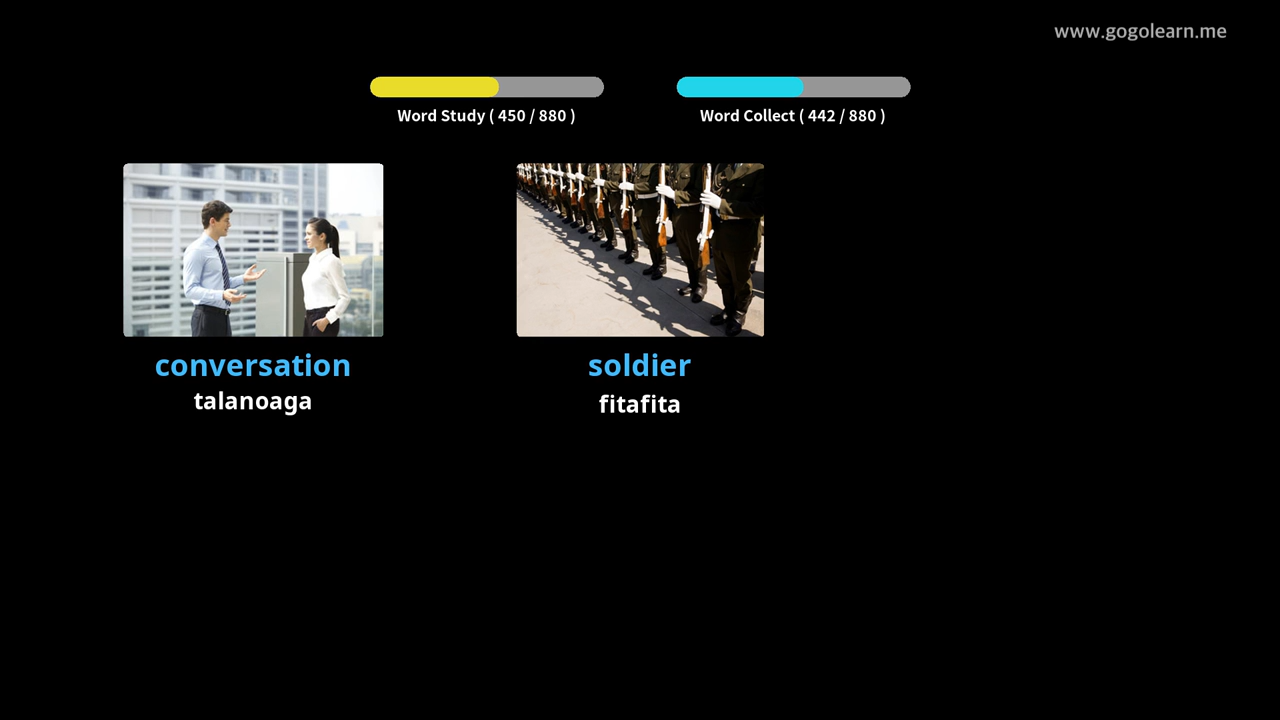 www.gogolearn.me
Word Study ( 450 / 880 )
Word Collect ( 442 / 880 )
conversation
talanoaga
soldier
fitafita